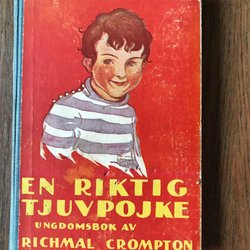 EN RIKTIG
TJUVPOJKE
UNGDOMSBOK AV
RICHMAL CROMPTON